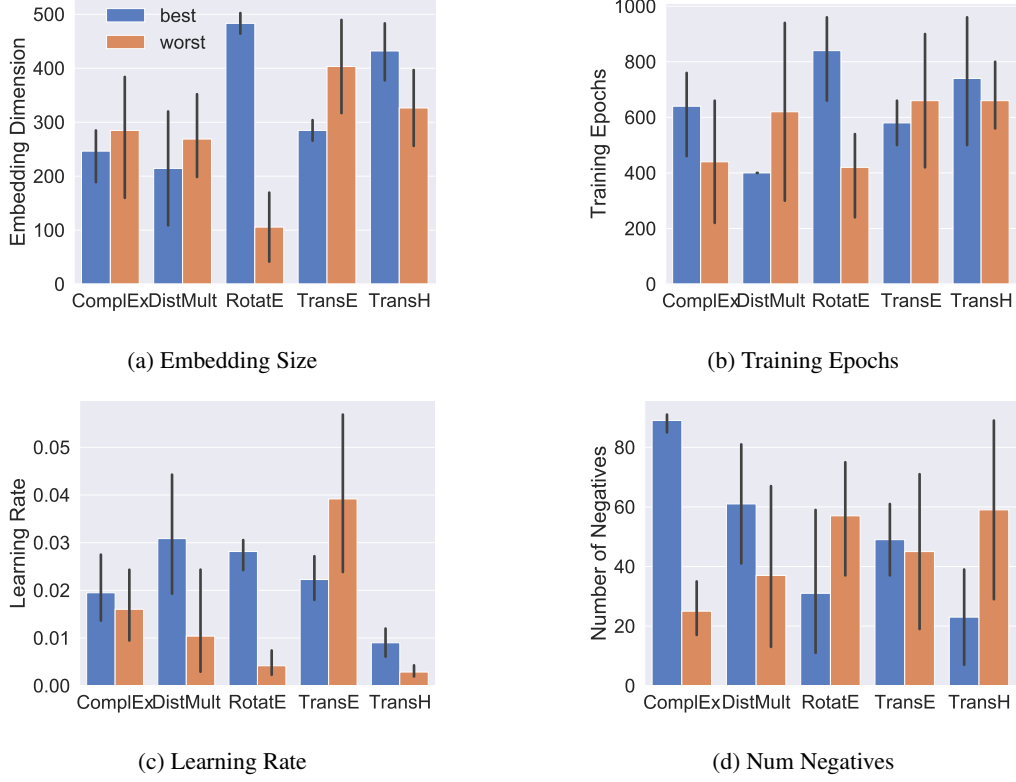 500
400
300
200
100
0
Embedding Dimension
best
worst
ComplEx DistMult RotatE TransE TransH
(a) Embedding Size
1000
800
600
400
200
0
Training Epochs
ComplEx DistMult RotatE TransE TransH
(b) Training Epochs
0.05
0.04
0.03
0.02
0.01
0.00
Learning Rate
ComplEx DistMult RotatE TransE TransH
(c) Learning Rate
80
60
40
20
0
Number of Negatives
ComplEx DistMult RotatE TransE TransH
(d) Num Negatives